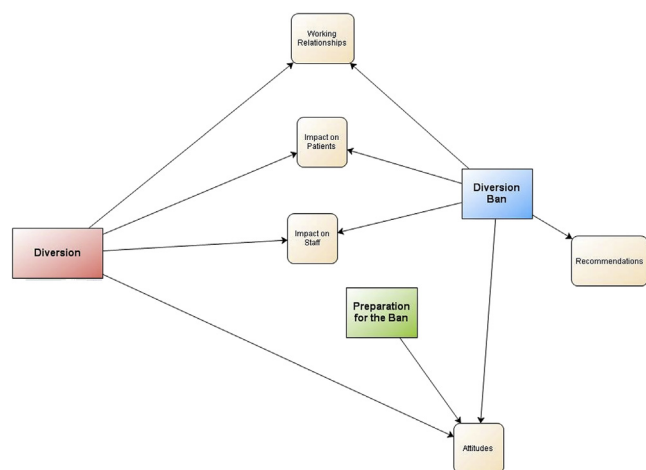 Working
Relationships
Impact on
Patients
Diversion
Ban
Diversion
Impact on
Staff
Recommendations
Preparation
for the Ban
Attitudes